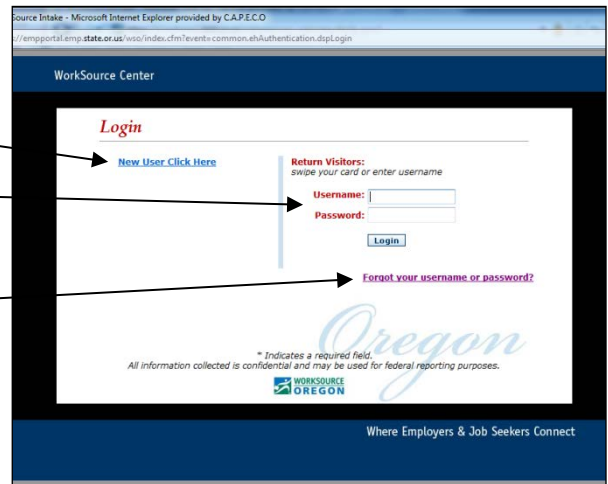 Source Intake - Microsoft Internet Explorer provided by C.A.P.E.C.O
://empportal.emp.state.or.us/wso/index.cfm?event=common.ehAuthentication.dspLogin
WorkSource Center
Login
New User Click Here
Return Visitors:
swipe your card or enter username
Username:
Password:
Login
Forgot your username or password?
Oregon
* Indicates a required field.
All information collected is confidential and may be used for federal reporting purposes.
WORKSOURCE
OREGON
Where Employers & Job Seekers Connect